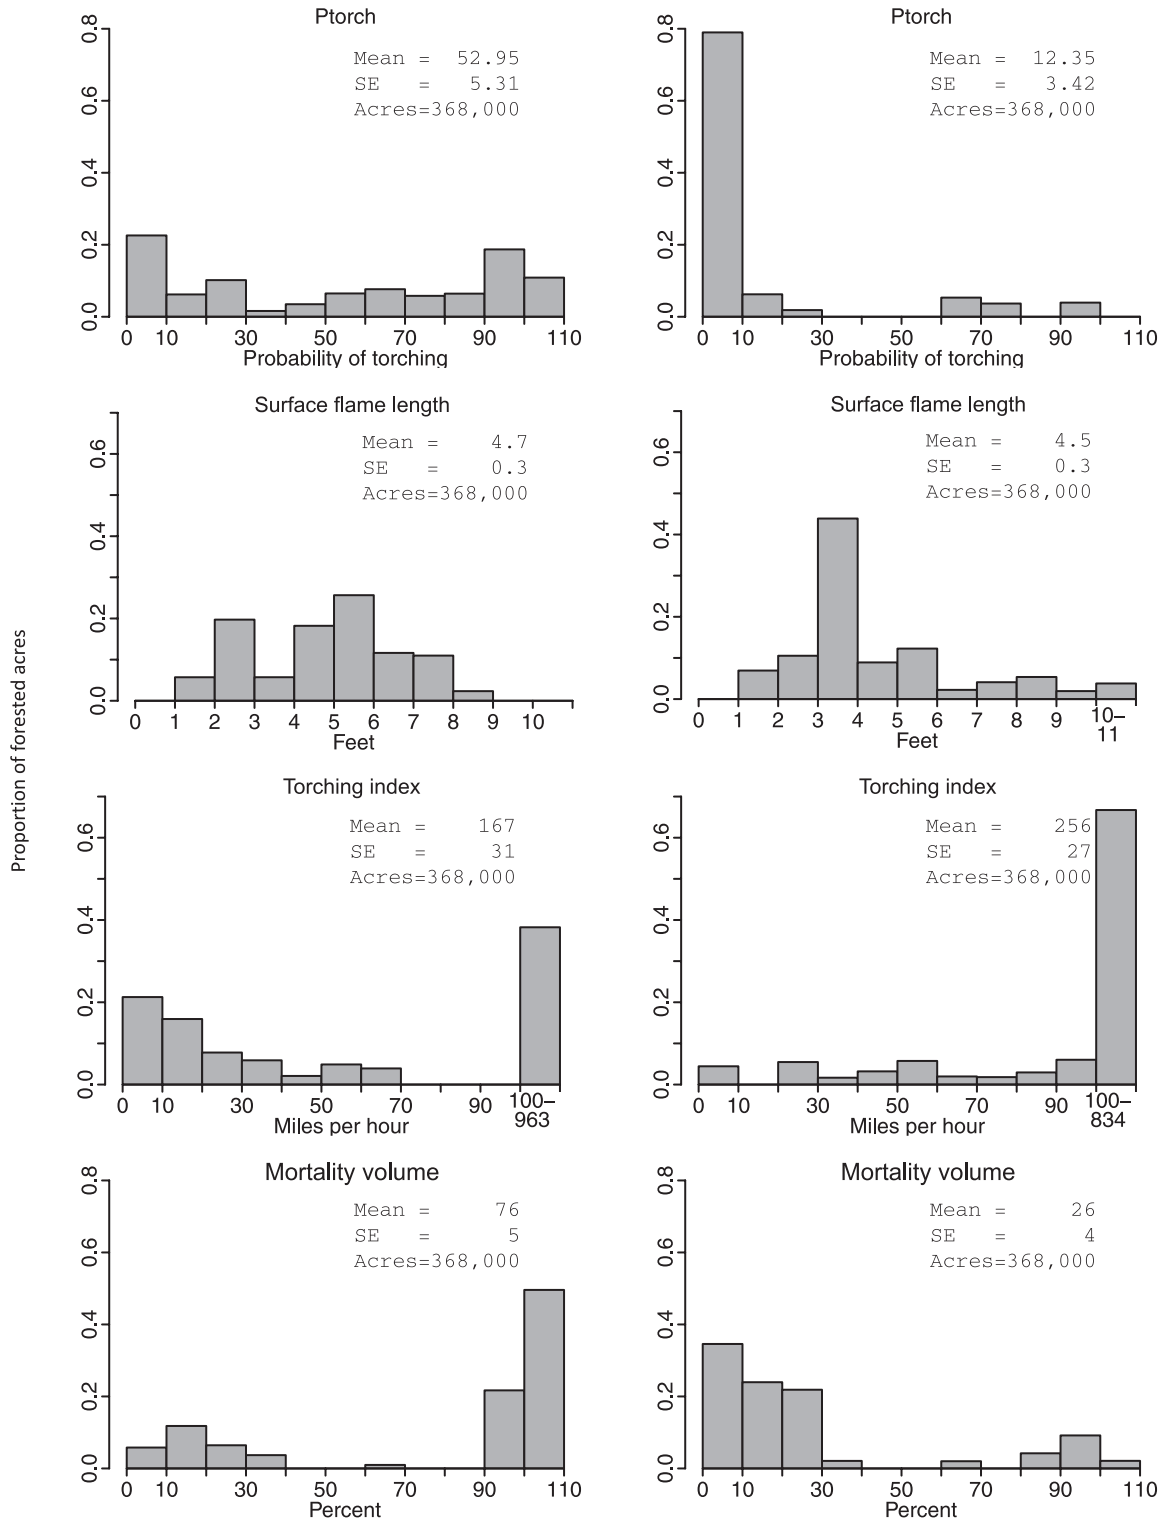 Proportion of forested acres
Ptorch
Mean = 52.95
SE = 5.31
Acres=368,000
0.0 0.2 0.4 0.6 0.8
0 10 30 50 70 90 110
Probability of torching
Ptorch
Mean = 12.35
SE = 3.42
Acres=368,000
0.0 0.2 0.4 0.6 0.8
0 10 30 50 70 90 110
Probability of torching
Surface flame length
Mean = 4.7
SE = 0.3
Acres=368,000
0.0 0.2 0.4 0.6
0 1 2 3 4 5 6 7 8 9 10
Feet
Surface flame length
Mean = 4.5
SE = 0.3
Acres=368,000
0.0 0.2 0.4 0.6
0 1 2 3 4 5 6 7 8 9 10–
11
Feet
Torching index
Mean = 167
SE = 31
Acres=368,000
0.0 0.2 0.4 0.6
0 10 30 50 70 90 100–
963
Miles per hour
Torching index
Mean = 256
SE = 27
Acres=368,000
0.0 0.2 0.4 0.6
0 10 30 50 70 90 100–
834
Miles per hour
Mortality volume
Mean = 76
SE = 5
Acres=368,000
0.0 0.2 0.4 0.6 0.8
0 10 30 50 70 90 110
Percent
Mortality volume
Mean = 26
SE = 4
Acres=368,000
0.0 0.2 0.4 0.6 0.8
0 10 30 50 70 90 110
Percent